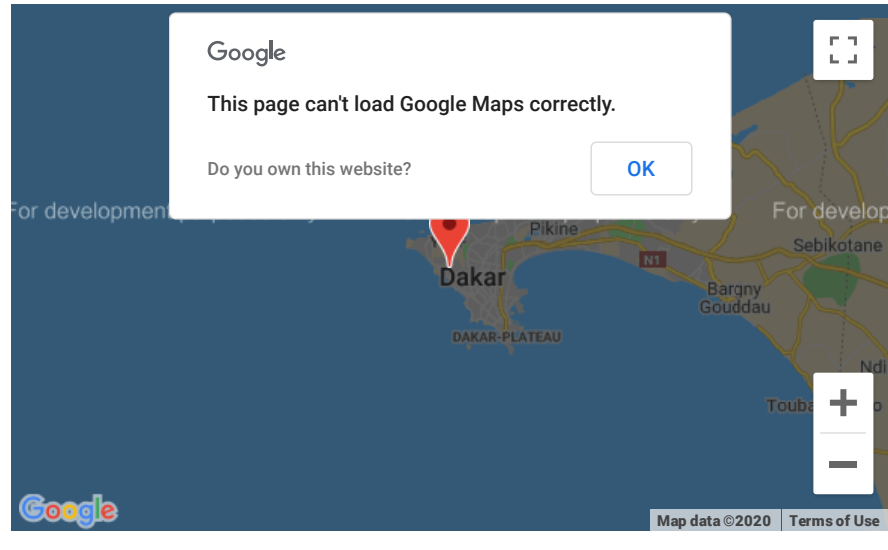 Google
This page can't load Google Maps correctly.
Do you own this website?
OK
For development
For develop
Pikine
Sebikotane
N1
Dakar
Bargny
Gouddau
DAKAR-PLATEAU
Ndi
Touba
Google
Map data ©2020
Terms of Use